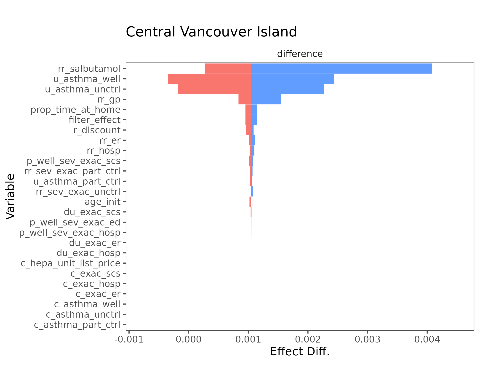 Central Vancouver Island
difference
rr_salbutamol
u_asthma_well
u_asthma_unctrl
rr_gp
prop_time_at_home
filter_effect
r_discount
rr_er
rr_hosp
p_well_sev_exac_scs
rr_sev_exac_part_ctrl
u_asthma_part_ctrl
rr_sev_exac_unctrl
age_init
du_exac_scs
p_well_sev_exac_ed
p_well_sev_exac_hosp
du_exac_er
du_exac_hosp
c_hepa_unit_list_price
c_exac_scs
c_exac_hosp
c_exac_er
c_asthma_well
c_asthma_unctrl
c_asthma_part_ctrl
Variable
-0.001 0.000 0.001 0.002 0.003 0.004
Effect Diff.